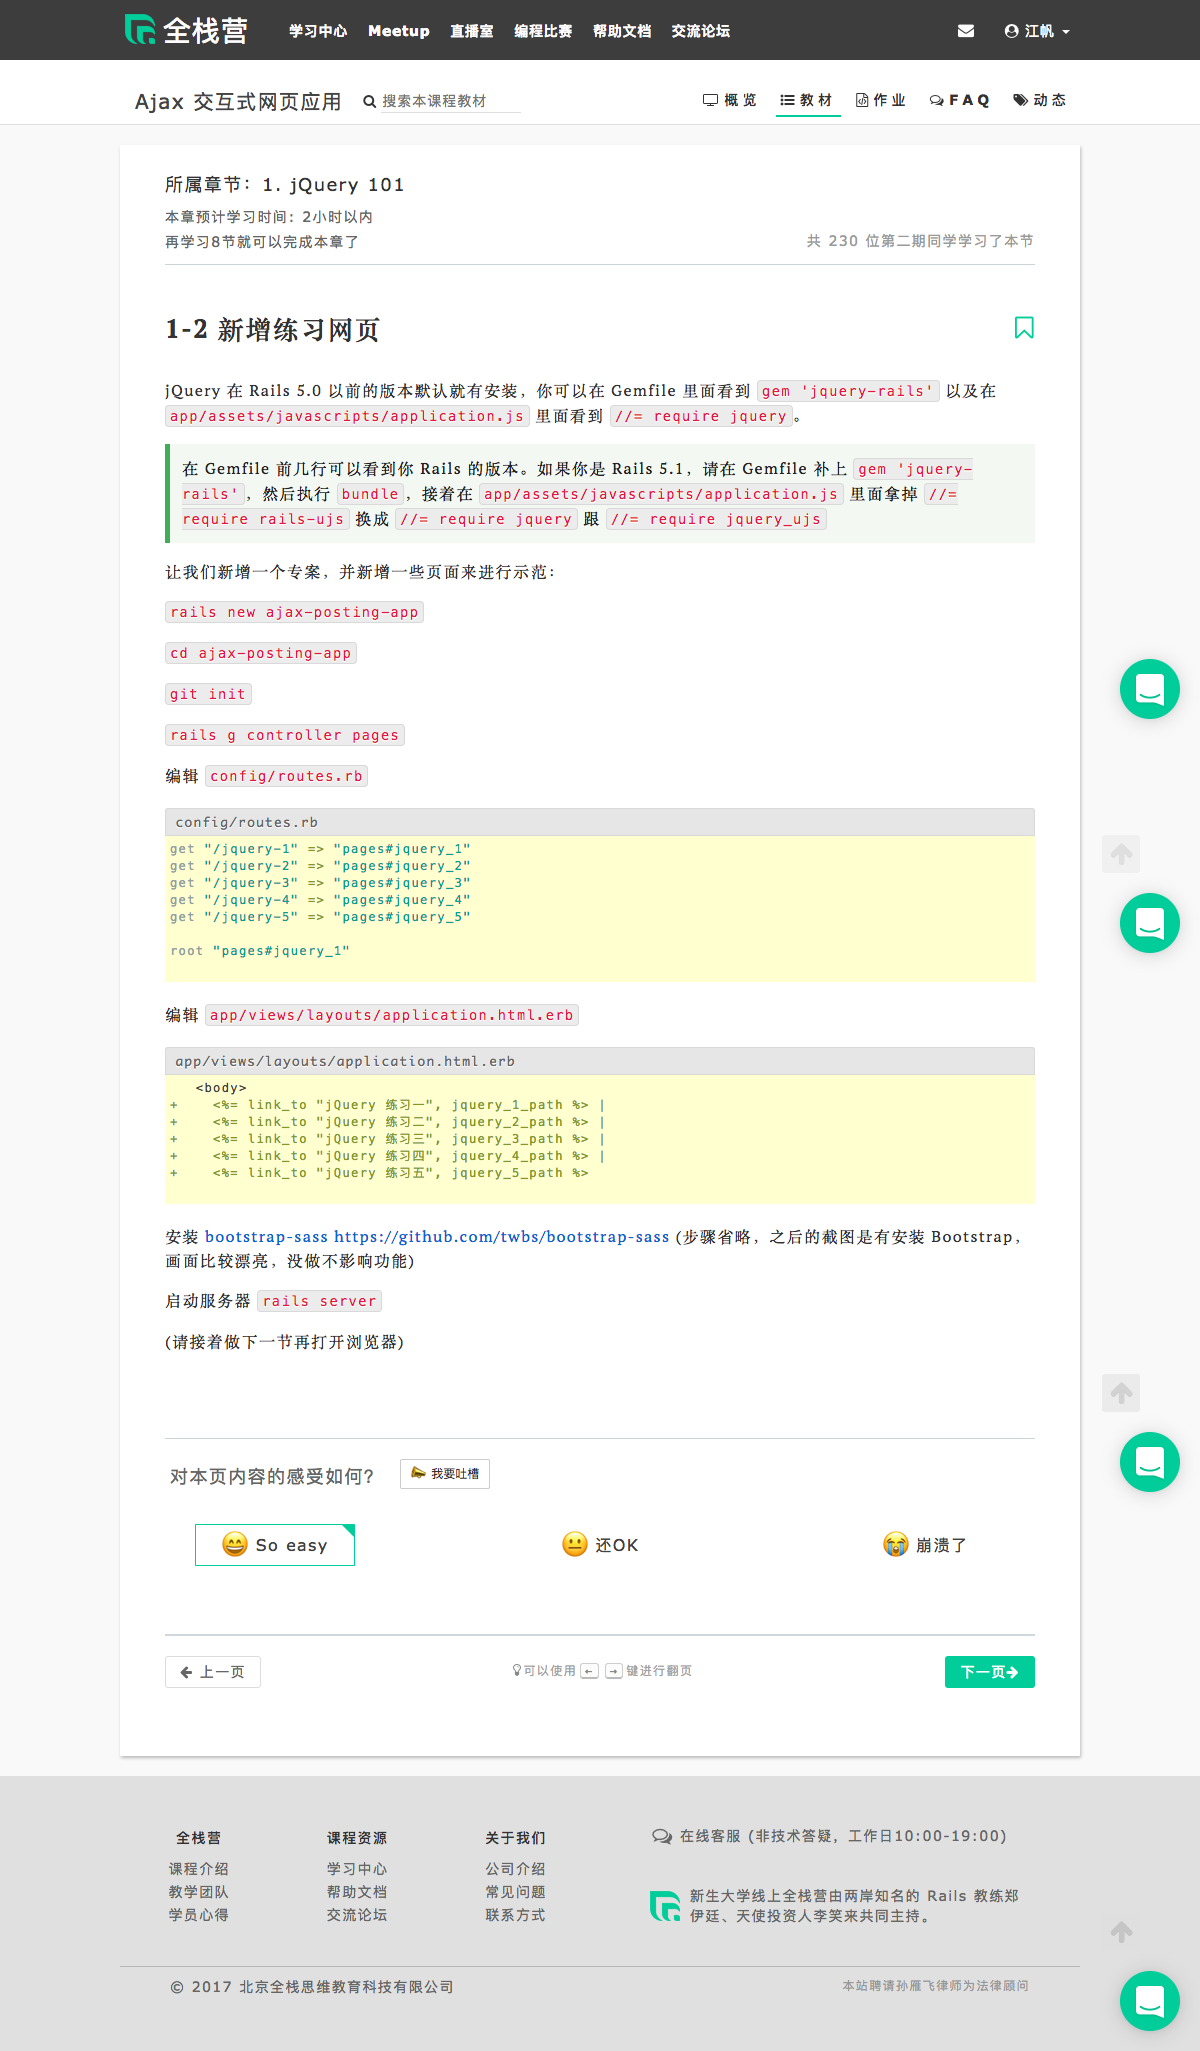 全栈营 学习中心 Meetup 直播室 编程比赛 帮助文档 交流论坛 江帆
Ajax 交互式网页应用 搜索本课程教材 概览 教材 作业 FAQ 动态
所属章节：1. jQuery 101
本章预计学习时间：2小时以内
再学习8节就可以完成本章了
共 230 位第二期同学学习了本节
1-2 新增练习网页
jQuery 在 Rails 5.0 以前的版本默认就有安装，你可以在 Gemfile 里面看到 gem 'jquery-rails' 以及在
app/assets/javascripts/application.js 里面看到 //= require jquery。
在 Gemfile 前几行可以看到你 Rails 的版本。如果你是 Rails 5.1，请在 Gemfile 补上 gem 'jquery-
rails'，然后执行 bundle，接着在 app/assets/javascripts/application.js 里面拿掉 //=
require rails-ujs 换成 //= require jquery 跟 //= require jquery_ujs
让我们新增一个专案，并新增一些页面来进行示范：
rails new ajax-posting-app
cd ajax-posting-app
git init
rails g controller pages
编辑 config/routes.rb
config/routes.rb
get "/jquery-1" => "pages#jquery_1"
get "/jquery-2" => "pages#jquery_2"
get "/jquery-3" => "pages#jquery_3"
get "/jquery-4" => "pages#jquery_4"
get "/jquery-5" => "pages#jquery_5"
root "pages#jquery_1"
编辑 app/views/layouts/application.html.erb
app/views/layouts/application.html.erb
<body>
+ <%= link_to "jQuery 练习一", jquery_1_path %> |
+ <%= link_to "jQuery 练习二", jquery_2_path %> |
+ <%= link_to "jQuery 练习三", jquery_3_path %> |
+ <%= link_to "jQuery 练习四", jquery_4_path %> |
+ <%= link_to "jQuery 练习五", jquery_5_path %>
安装 bootstrap-sass https://github.com/twbs/bootstrap-sass (步骤省略，之后的截图是有安装 Bootstrap，
画面比较漂亮，没做不影响功能)
启动服务器 rails server
(请接着做下一节再打开浏览器)
对本页内容的感受如何? 我要吐槽
So easy 还OK 崩溃了
← 上一页 可以使用 ← → 键进行翻页 下一页→
全栈营 课程资源 关于我们
课程介绍 学习中心 公司介绍
教学团队 帮助文档 常见问题
学员心得 交流论坛 联系方式
在线客服 (非技术答疑，工作日10:00-19:00)
新生大学线上全栈营由两岸知名的 Rails 教练郑
伊廷、天使投资人李笑来共同主持。
© 2017 北京全栈思维教育科技有限公司
本站聘请孙雁飞律师为法律顾问